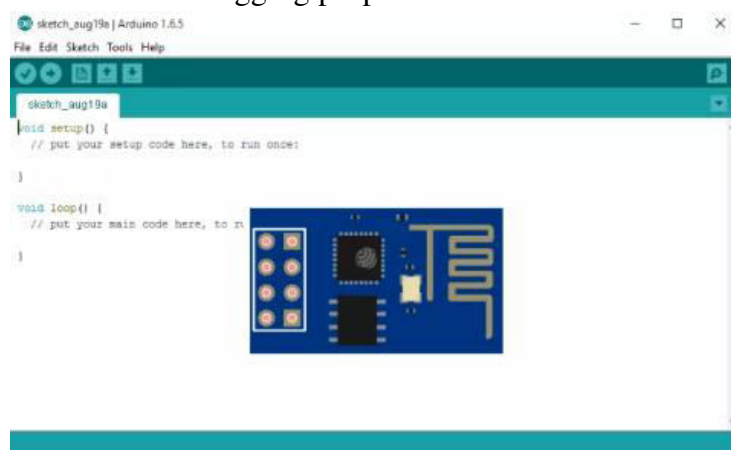 sketch_aug19a | Arduino 1.6.5
File Edit Sketch Tools Help
sketch_aug19a
void setup() {
// put your setup code here, to run once:
}
void loop() {
// put your main code here, to
}